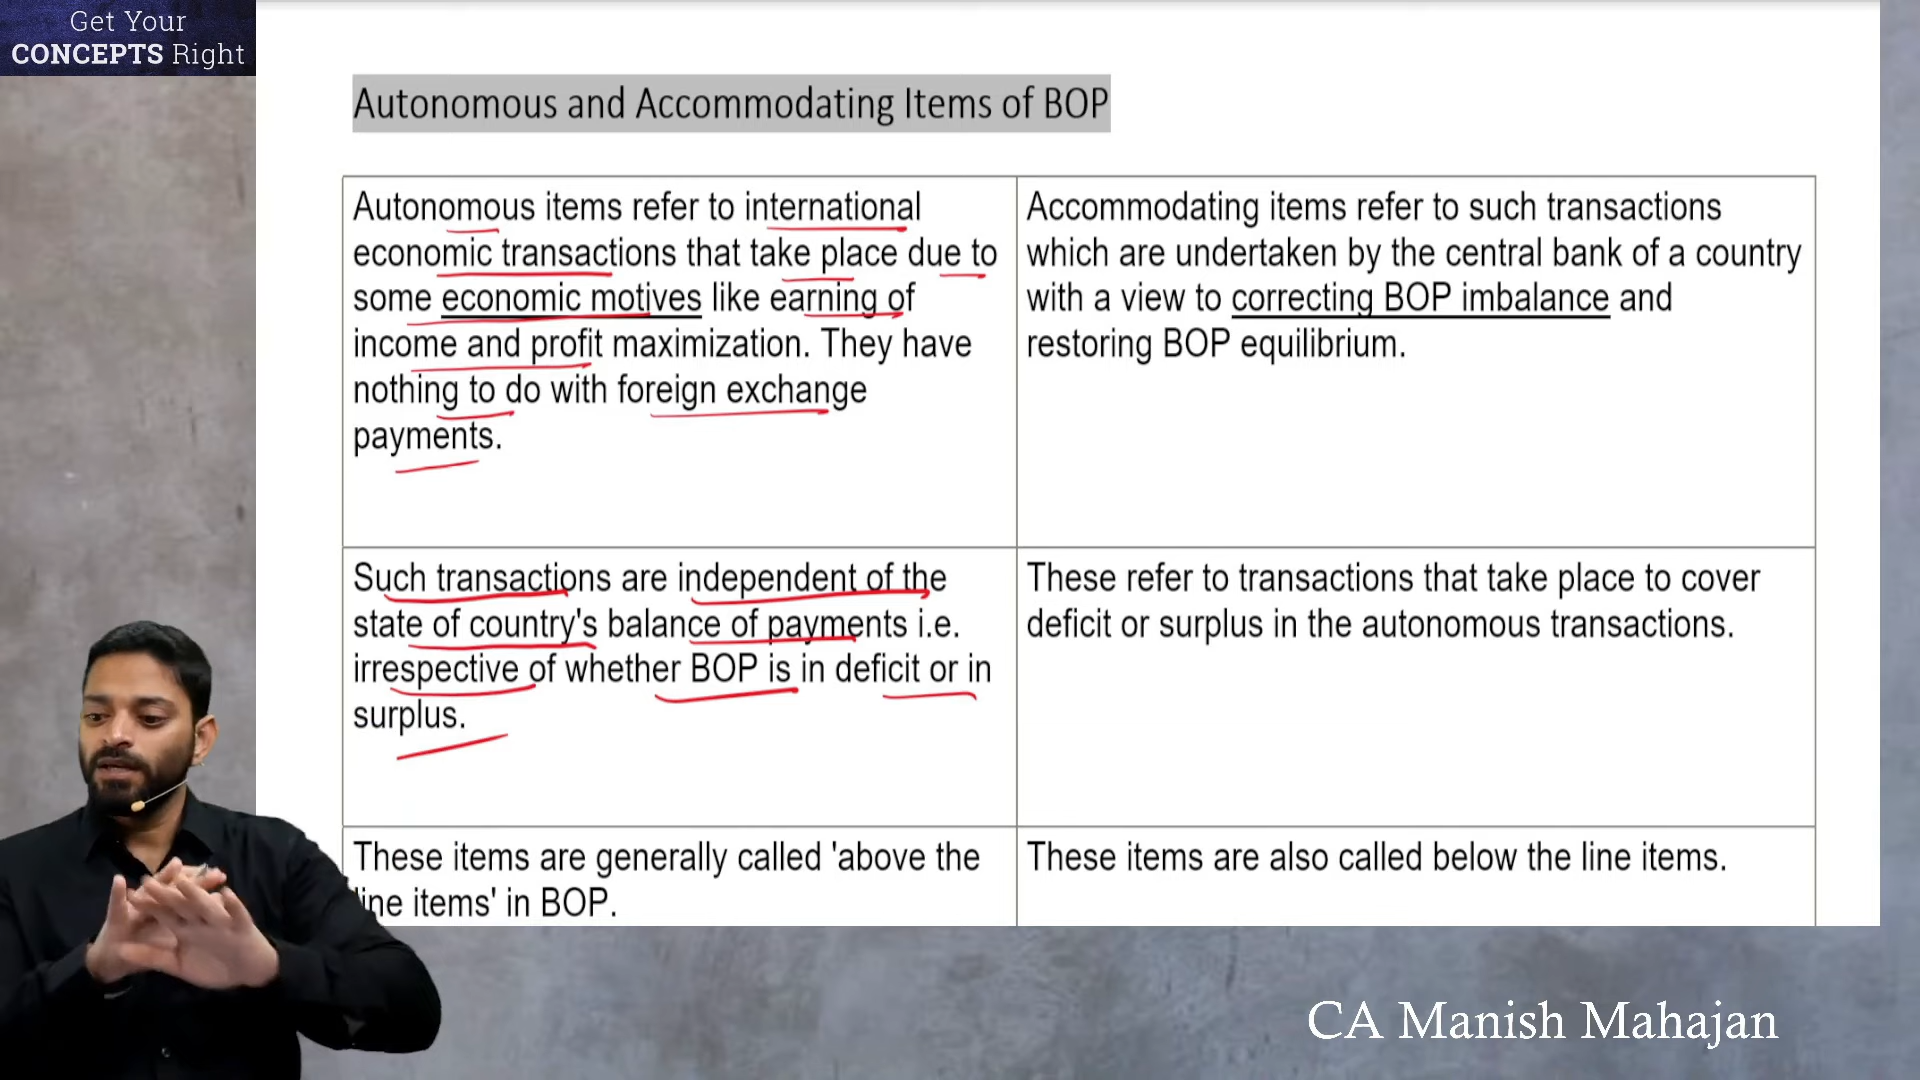 Get Your
CONCEPTS Right
Autonomous and Accommodating Items of BOP
Autonomous items refer to international
economic transactions that take place due to
some economic motives like earning of
income and profit maximization. They have
nothing to do with foreign exchange
payments.
Accommodating items refer to such transactions
which are undertaken by the central bank of a country
with a view to correcting BOP imbalance and
restoring BOP equilibrium.
Such transactions are independent of the
state of country's balance of payments i.e.
irrespective of whether BOP is in deficit or in
surplus.
These refer to transactions that take place to cover
deficit or surplus in the autonomous transactions.
These items are generally called 'above the
line items' in BOP.
These items are also called below the line items.
CA Manish Mahajan